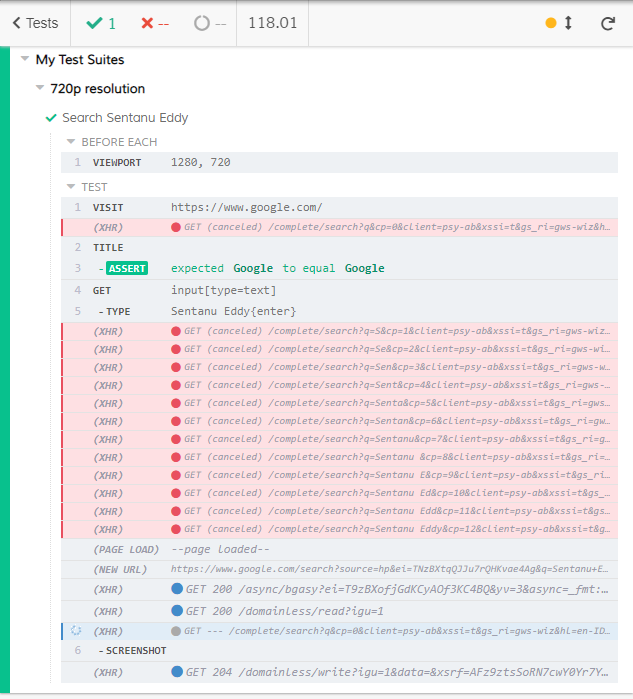 Tests 1 -- -- 118.01
My Test Suites
720p resolution
Search Sentanu Eddy
BEFORE EACH
1 VIEWPORT 1280, 720
TEST
1 VISIT https://www.google.com/
(XHR) GET (canceled) /complete/search?q&cp=0&client=psy-ab&xssi=t&gs_ri=gws-wiz&h…
2 TITLE
3 -ASSERT expected Google to equal Google
4 GET input[type=text]
5 -TYPE Sentanu Eddy{enter}
(XHR) GET (canceled) /complete/search?q=S&cp=1&client=psy-ab&xssi=t&gs_ri=gws-wiz…
(XHR) GET (canceled) /complete/search?q=Se&cp=2&client=psy-ab&xssi=t&gs_ri=gws-wi…
(XHR) GET (canceled) /complete/search?q=Sen&cp=3&client=psy-ab&xssi=t&gs_ri=gws-w…
(XHR) GET (canceled) /complete/search?q=Sent&cp=4&client=psy-ab&xssi=t&gs_ri=gws-…
(XHR) GET (canceled) /complete/search?q=Senta&cp=5&client=psy-ab&xssi=t&gs_ri=gws…
(XHR) GET (canceled) /complete/search?q=Sentan&cp=6&client=psy-ab&xssi=t&gs_ri=gw…
(XHR) GET (canceled) /complete/search?q=Sentanu&cp=7&client=psy-ab&xssi=t&gs_ri=g…
(XHR) GET (canceled) /complete/search?q=Sentanu &cp=8&client=psy-ab&xssi=t&gs_ri=…
(XHR) GET (canceled) /complete/search?q=Sentanu E&cp=9&client=psy-ab&xssi=t&gs_ri…
(XHR) GET (canceled) /complete/search?q=Sentanu Ed&cp=10&client=psy-ab&xssi=t&gs_…
(XHR) GET (canceled) /complete/search?q=Sentanu Edd&cp=11&client=psy-ab&xssi=t&gs…
(XHR) GET (canceled) /complete/search?q=Sentanu Eddy&cp=12&client=psy-ab&xssi=t&g…
(PAGE LOAD) --page loaded--
(NEW URL) https://www.google.com/search?source=hp&ei=TNzBXtqQJJu7rQHKvae4Ag&q=Sentanu+E…
(XHR) GET 200 /async/bgasy?ei=T9zBXofjGdKCyAOf3KC4BQ&yv=3&async=_fmt:…
(XHR) GET 200 /domainless/read?igu=1
(XHR) GET --- /complete/search?q&cp=0&client=psy-ab&xssi=t&gs_ri=gws-wiz&hl=en-ID…
6 -SCREENSHOT
(XHR) GET 204 /domainless/write?igu=1&data=&xsrf=AFz9ztsSoRN7cwY0Yr7Y…